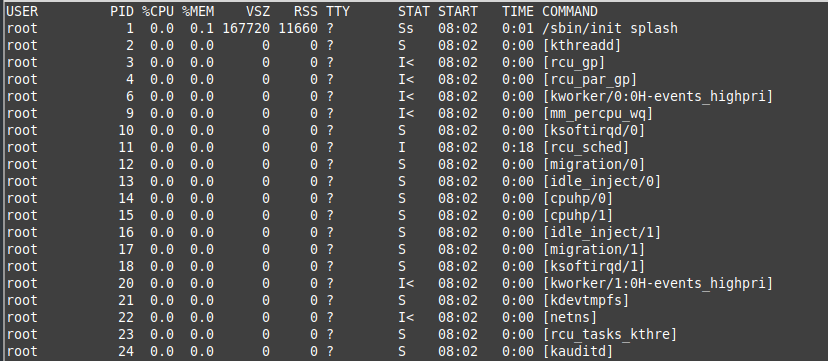 USER         PID %CPU %MEM    VSZ   RSS TTY      STAT START   TIME COMMAND
root           1  0.0  0.1 167720 11660 ?        Ss   08:02   0:01 /sbin/init splash
root           2  0.0  0.0      0     0 ?        S    08:02   0:00 [kthreadd]
root           3  0.0  0.0      0     0 ?        I<   08:02   0:00 [rcu_gp]
root           4  0.0  0.0      0     0 ?        I<   08:02   0:00 [rcu_par_gp]
root           6  0.0  0.0      0     0 ?        I<   08:02   0:00 [kworker/0:0H-events_highpri]
root           9  0.0  0.0      0     0 ?        I<   08:02   0:00 [mm_percpu_wq]
root          10  0.0  0.0      0     0 ?        S    08:02   0:00 [ksoftirqd/0]
root          11  0.0  0.0      0     0 ?        I    08:02   0:18 [rcu_sched]
root          12  0.0  0.0      0     0 ?        S    08:02   0:00 [migration/0]
root          13  0.0  0.0      0     0 ?        S    08:02   0:00 [idle_inject/0]
root          14  0.0  0.0      0     0 ?        S    08:02   0:00 [cpuhp/0]
root          15  0.0  0.0      0     0 ?        S    08:02   0:00 [cpuhp/1]
root          16  0.0  0.0      0     0 ?        S    08:02   0:00 [idle_inject/1]
root          17  0.0  0.0      0     0 ?        S    08:02   0:00 [migration/1]
root          18  0.0  0.0      0     0 ?        S    08:02   0:00 [ksoftirqd/1]
root          20  0.0  0.0      0     0 ?        I<   08:02   0:00 [kworker/1:0H-events_highpri]
root          21  0.0  0.0      0     0 ?        S    08:02   0:00 [kdevtmpfs]
root          22  0.0  0.0      0     0 ?        I<   08:02   0:00 [netns]
root          23  0.0  0.0      0     0 ?        S    08:02   0:00 [rcu_tasks_kthre]
root          24  0.0  0.0      0     0 ?        S    08:02   0:00 [kauditd]